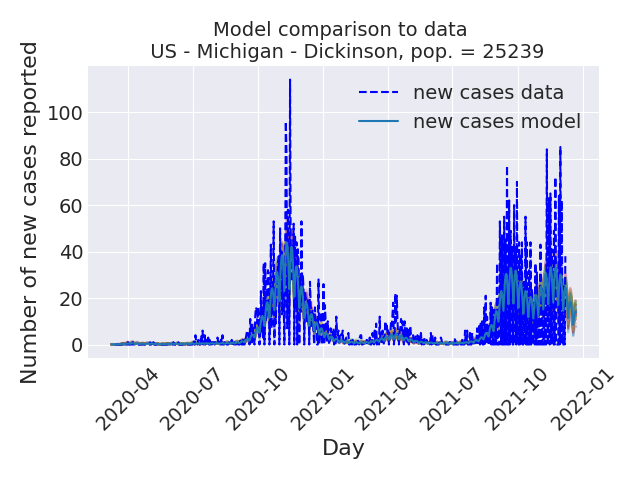 Model comparison to data
US - Michigan - Dickinson, pop. = 25239
Number of new cases reported
100
80
60
40
20
0
new cases data
new cases model
2020-04
2020-07
2020-10
2021-01
2021-04
2021-07
2021-10
2022-01
Day